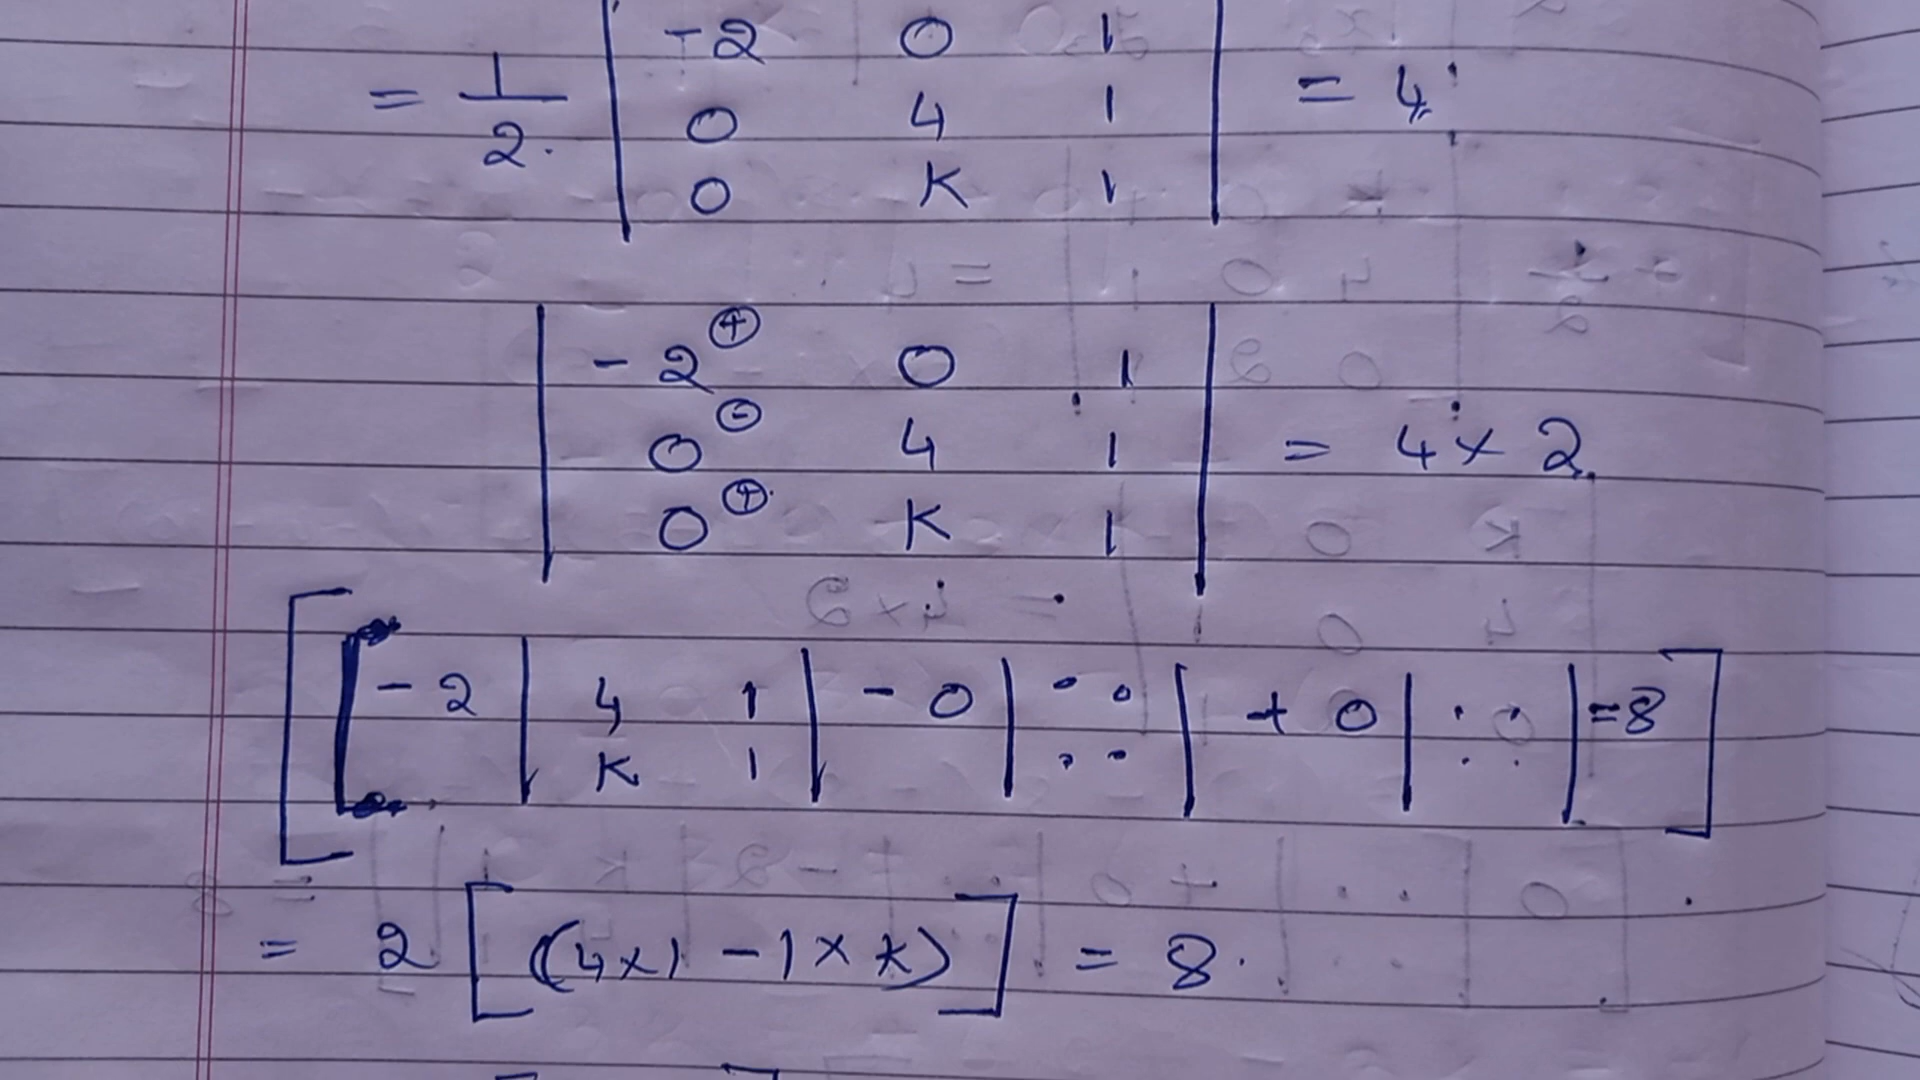 -2 0 1
= 1/2. 0 4 1 = 4
0 K 1
-2 ⊕ 0 1
0 ⊖ 4 1 = 4 × 2
0 ⊕ K 1
[ -2 | 4 1 | - 0 | . . | + 0 | . . | = 8 ]
K 1 . . . .
= 2 [ (4×1 - 1 × K) ] = 8.